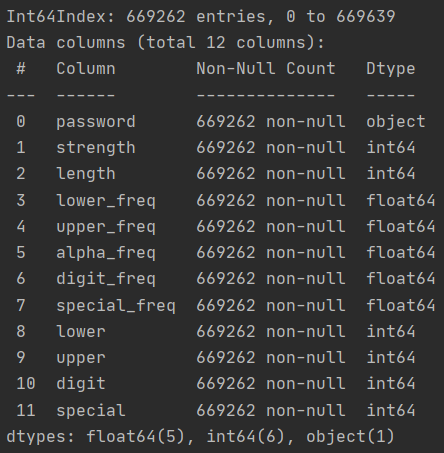 Int64Index: 669262 entries, 0 to 669639
Data columns (total 12 columns):
 #   Column        Non-Null Count   Dtype
---  ------        --------------   -----
 0   password      669262 non-null  object
 1   strength      669262 non-null  int64
 2   length        669262 non-null  int64
 3   lower_freq    669262 non-null  float64
 4   upper_freq    669262 non-null  float64
 5   alpha_freq    669262 non-null  float64
 6   digit_freq    669262 non-null  float64
 7   special_freq  669262 non-null  float64
 8   lower         669262 non-null  int64
 9   upper         669262 non-null  int64
 10  digit         669262 non-null  int64
 11  special       669262 non-null  int64
dtypes: float64(5), int64(6), object(1)